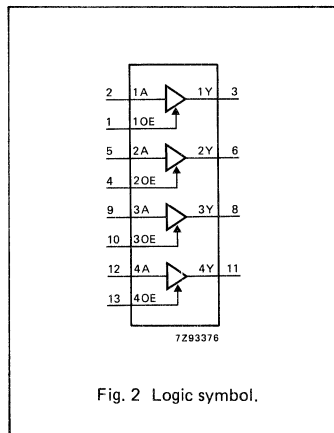 2 1A 1Y 3
1 1OE
5 2A 2Y 6
4 2OE
9 3A 3Y 8
10 3OE
12 4A 4Y 11
13 4OE
7Z93376
Fig. 2 Logic symbol.